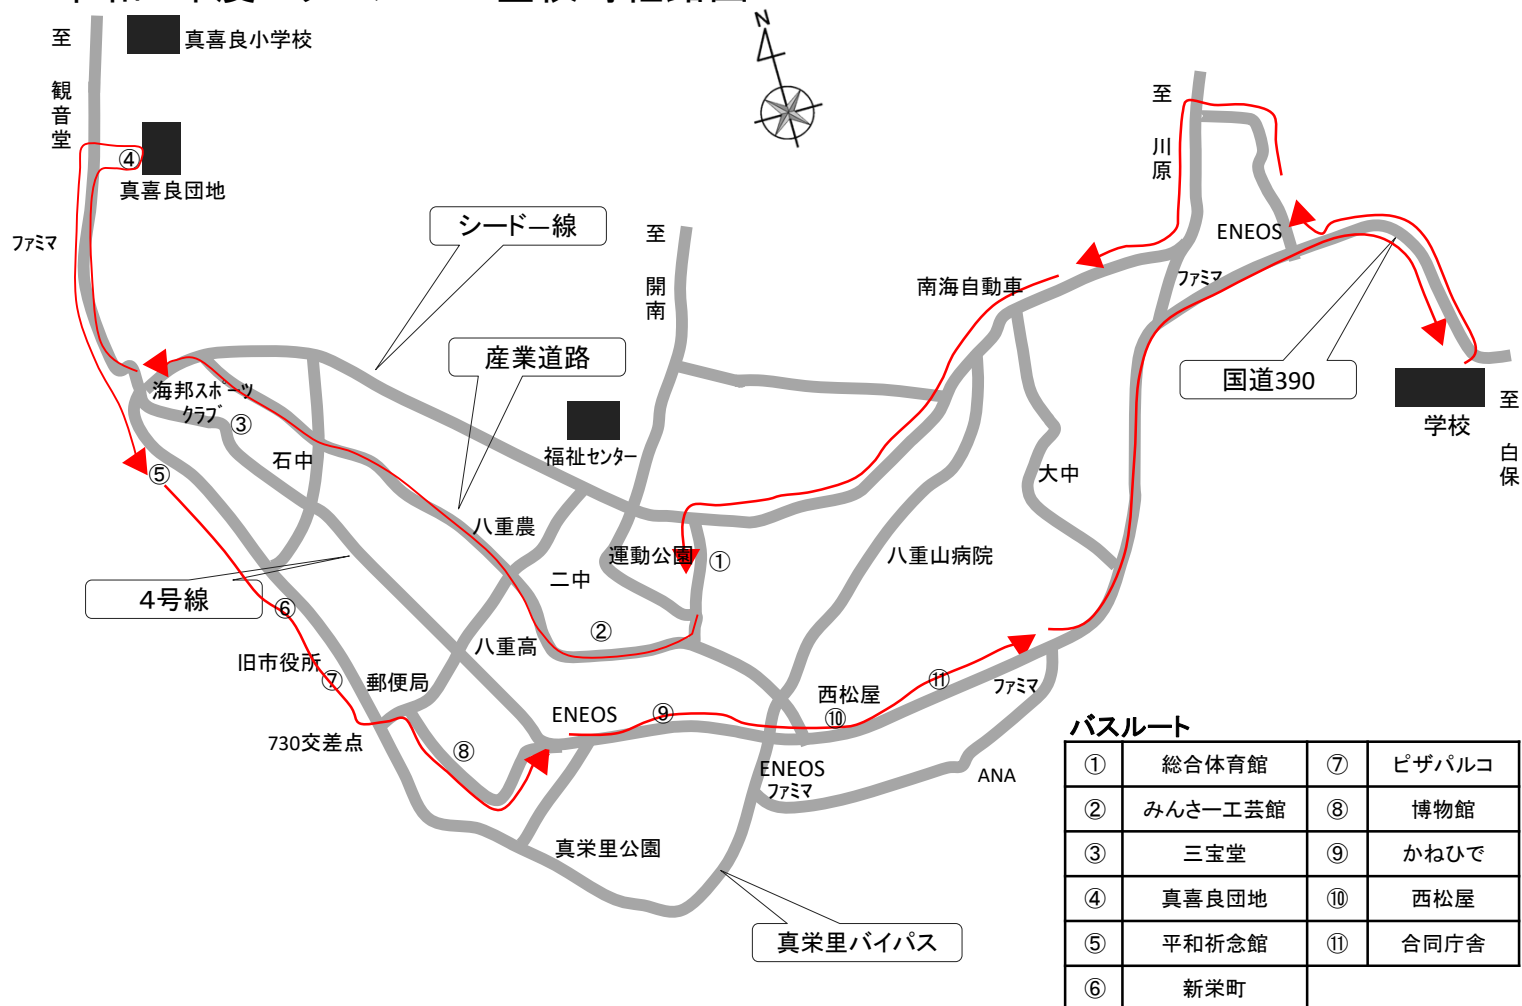 真喜良小学校
至 観音堂
④
真喜良団地
ファミマ
N
シードー線
産業道路
至 開南
福祉センター
至 川原
ENEOS
ファミマ
南海自動車
国道390
学校
至 白保
海邦スポーツ
クラブ
③
石中
⑤
八重農
二中
運動公園
①
八重山病院
大中
4号線
⑥
八重高
②
旧市役所
⑦
郵便局
730交差点
⑧
ENEOS
⑨
西松屋
⑩
⑪
ファミマ
ENEOS
ファミマ
ANA
真栄里公園
真栄里バイパス
バスルート
① 総合体育館 ⑦ ピザパルコ
② みんさー工芸館 ⑧ 博物館
③ 三宝堂 ⑨ かねひで
④ 真喜良団地 ⑩ 西松屋
⑤ 平和祈念館 ⑪ 合同庁舎
⑥ 新栄町